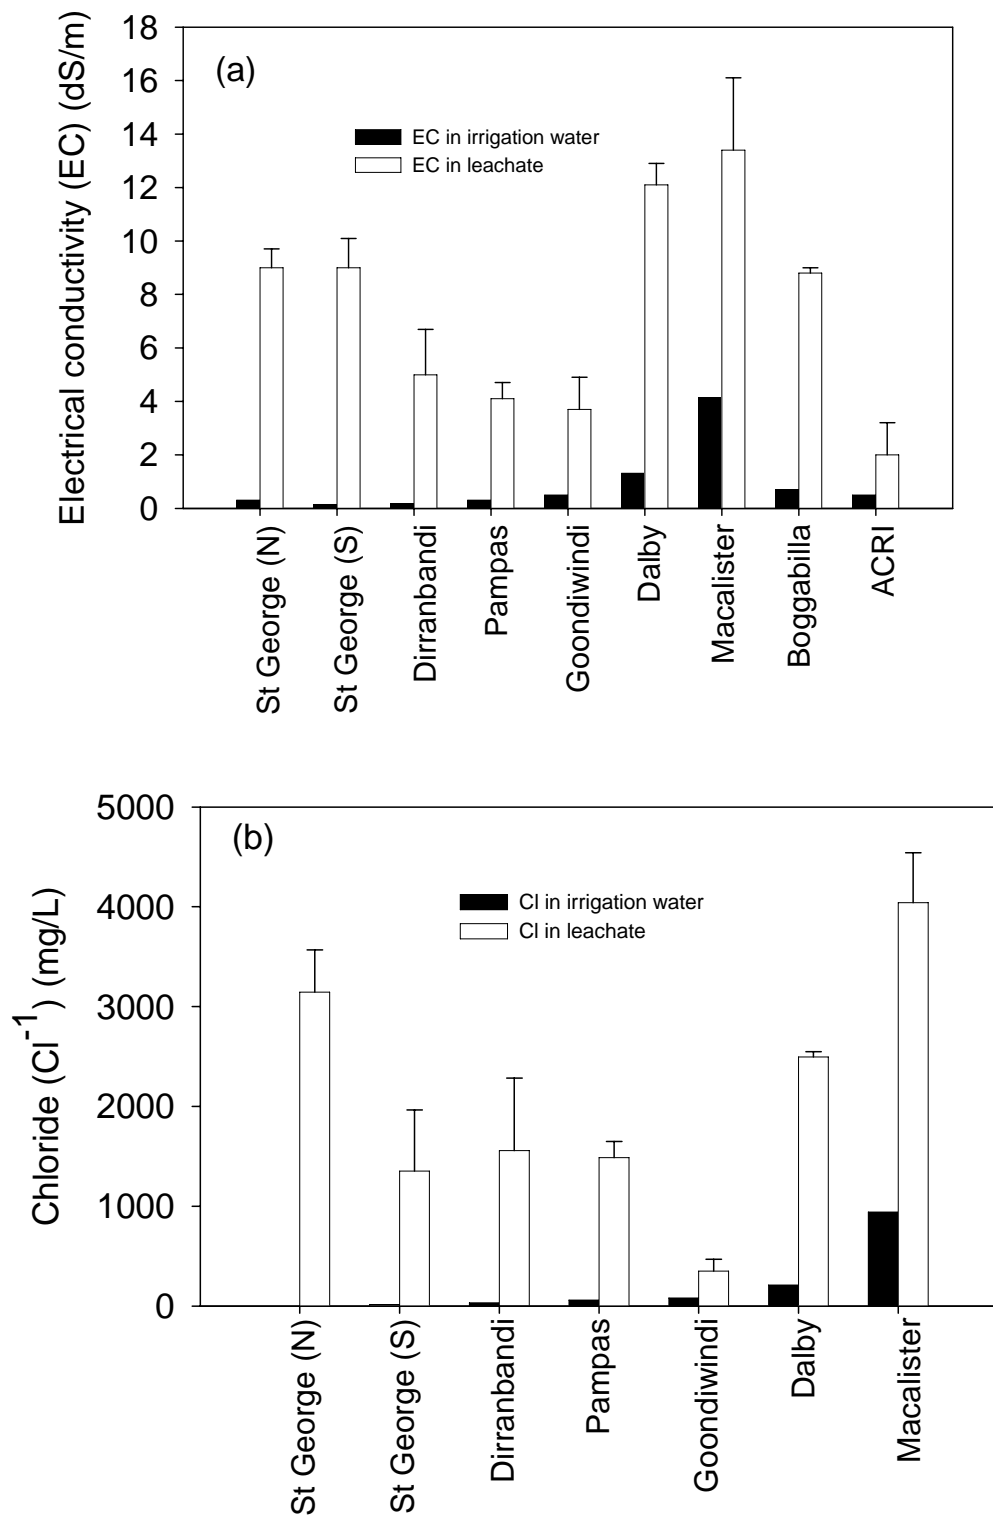 Electrical conductivity (EC) (dS/m)
18
16
14
12
10
8
6
4
2
0
(a)
EC in irrigation water
EC in leachate
St George (N)
St George (S)
Dirranbandi
Pampas
Goondiwindi
Dalby
Macalister
Boggabilla
ACRI
Chloride (Cl⁻¹) (mg/L)
5000
4000
3000
2000
1000
0
(b)
Cl in irrigation water
Cl in leachate
St George (N)
St George (S)
Dirranbandi
Pampas
Goondiwindi
Dalby
Macalister